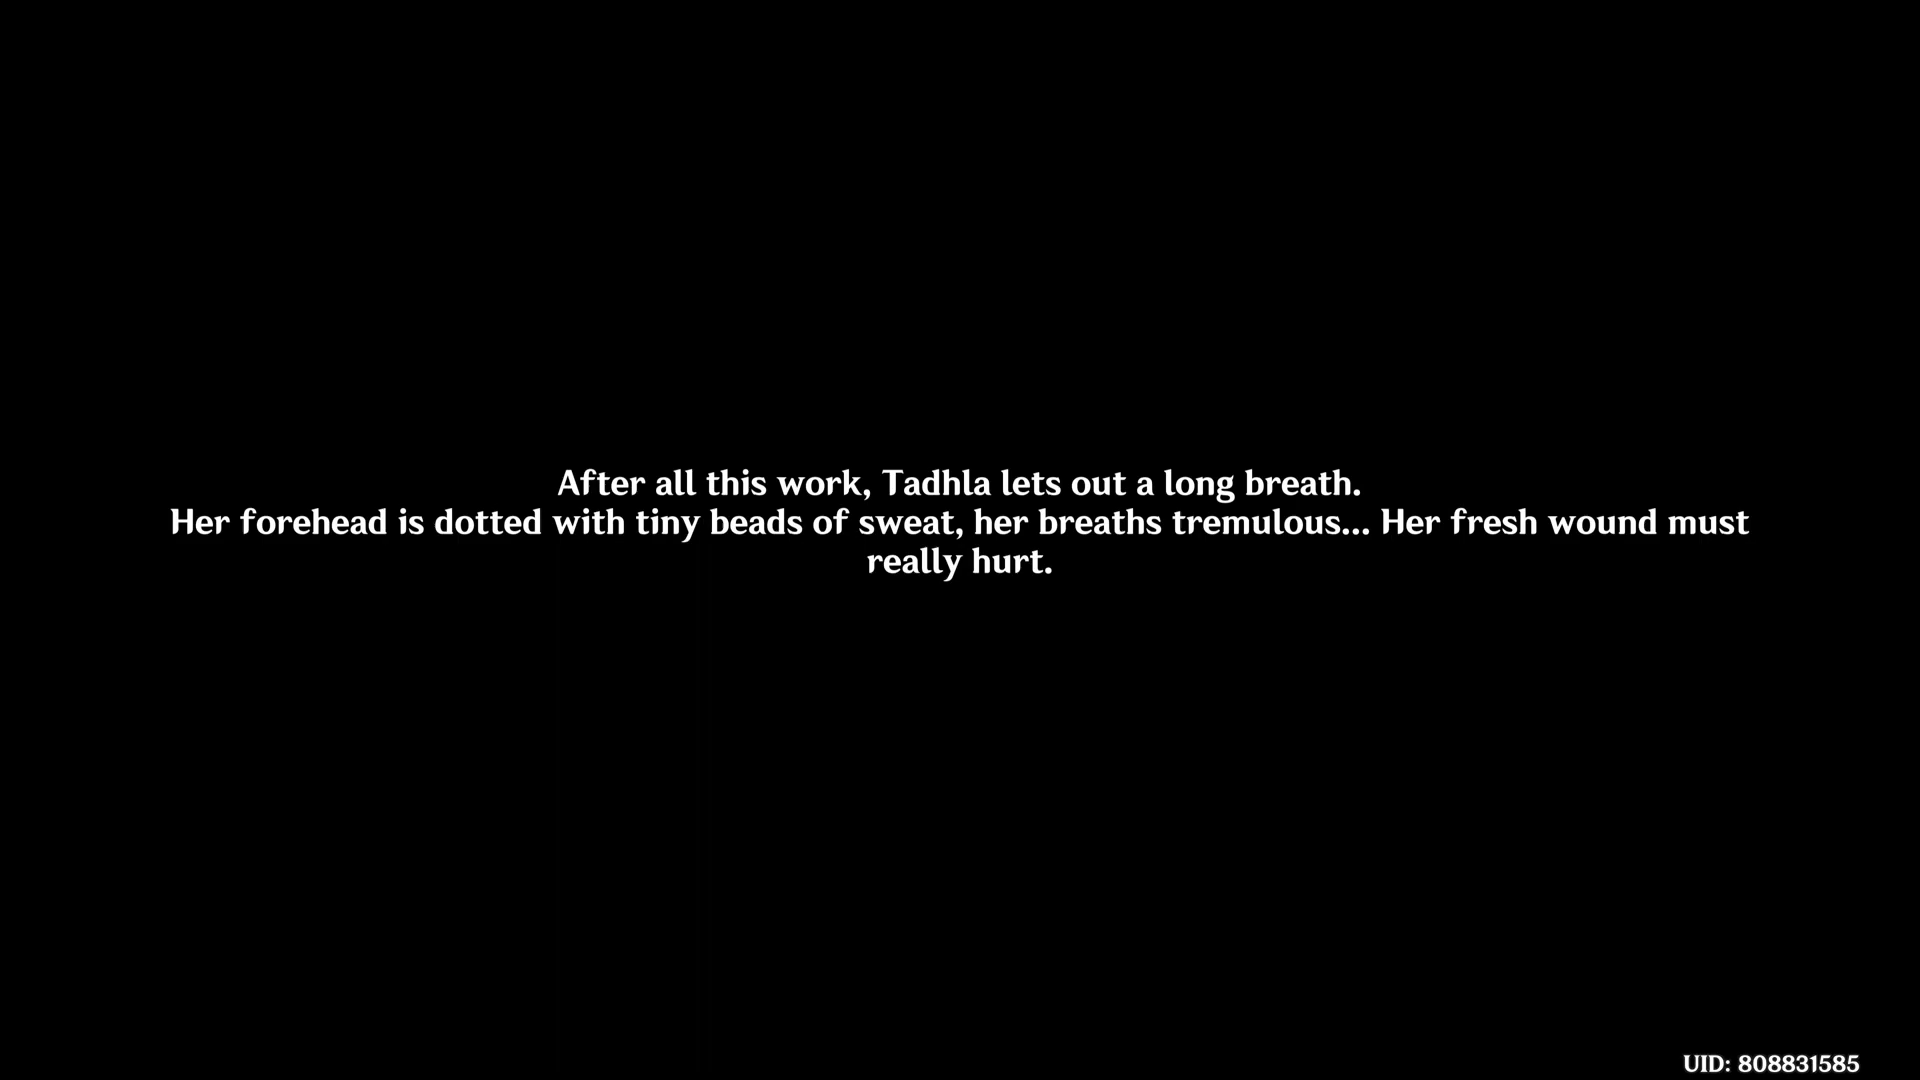 After all this work, Tadhla lets out a long breath.
Her forehead is dotted with tiny beads of sweat, her breaths tremulous... Her fresh wound must
really hurt.
UID: 808831585